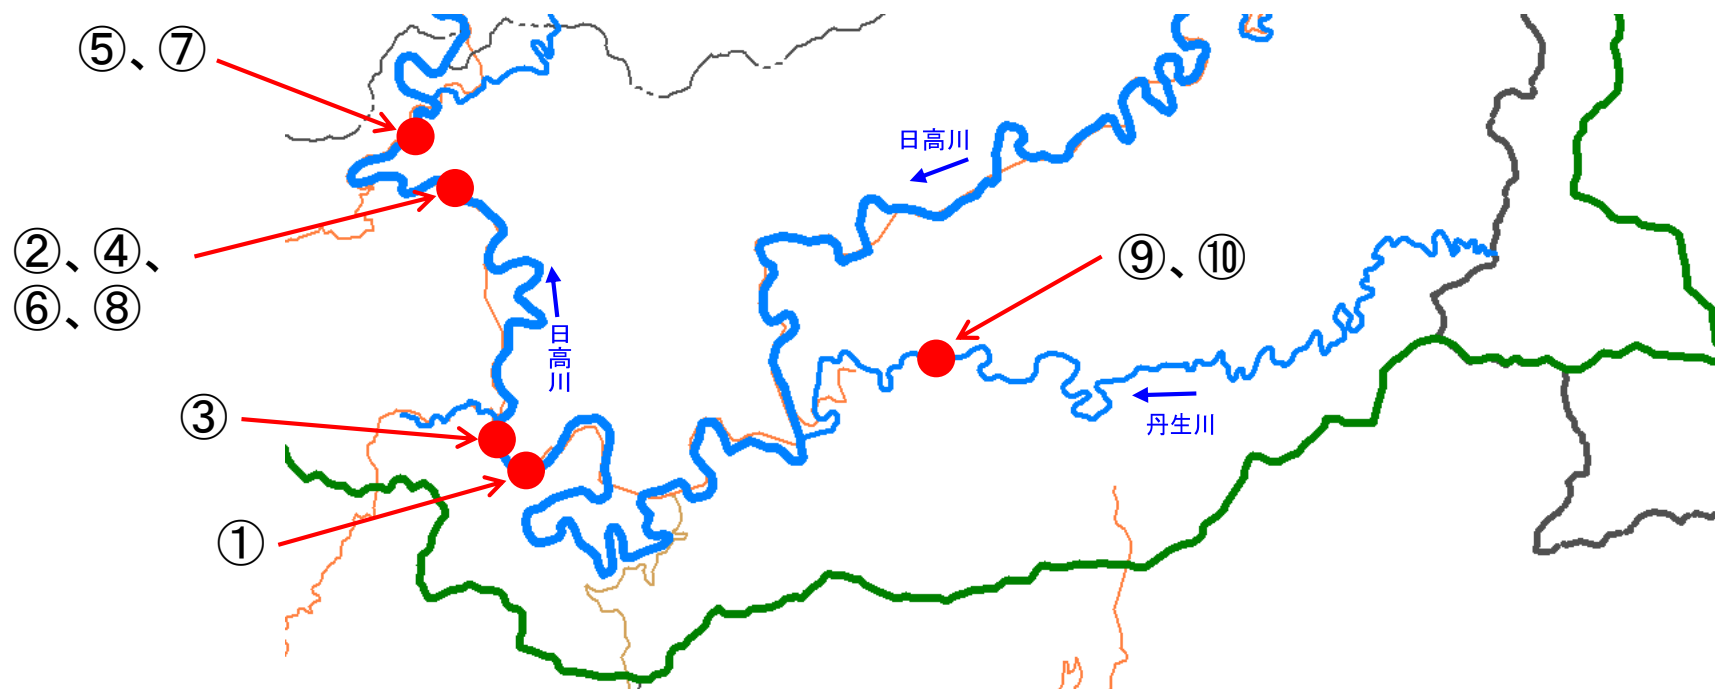 ⑤、⑦
日高川
②、④、
⑥、⑧
⑨、⑩
日高川
③
丹生川
①